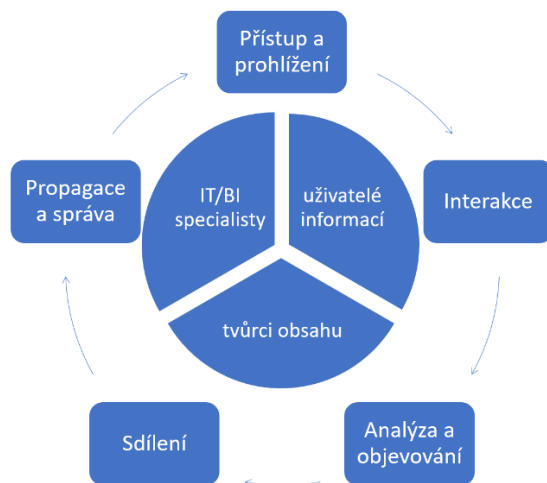 Přístup a
prohlížení
Propagace
a správa
IT/BI
specialisty
uživatelé
informací
Interakce
tvůrci obsahu
Sdílení
Analýza a
objevování